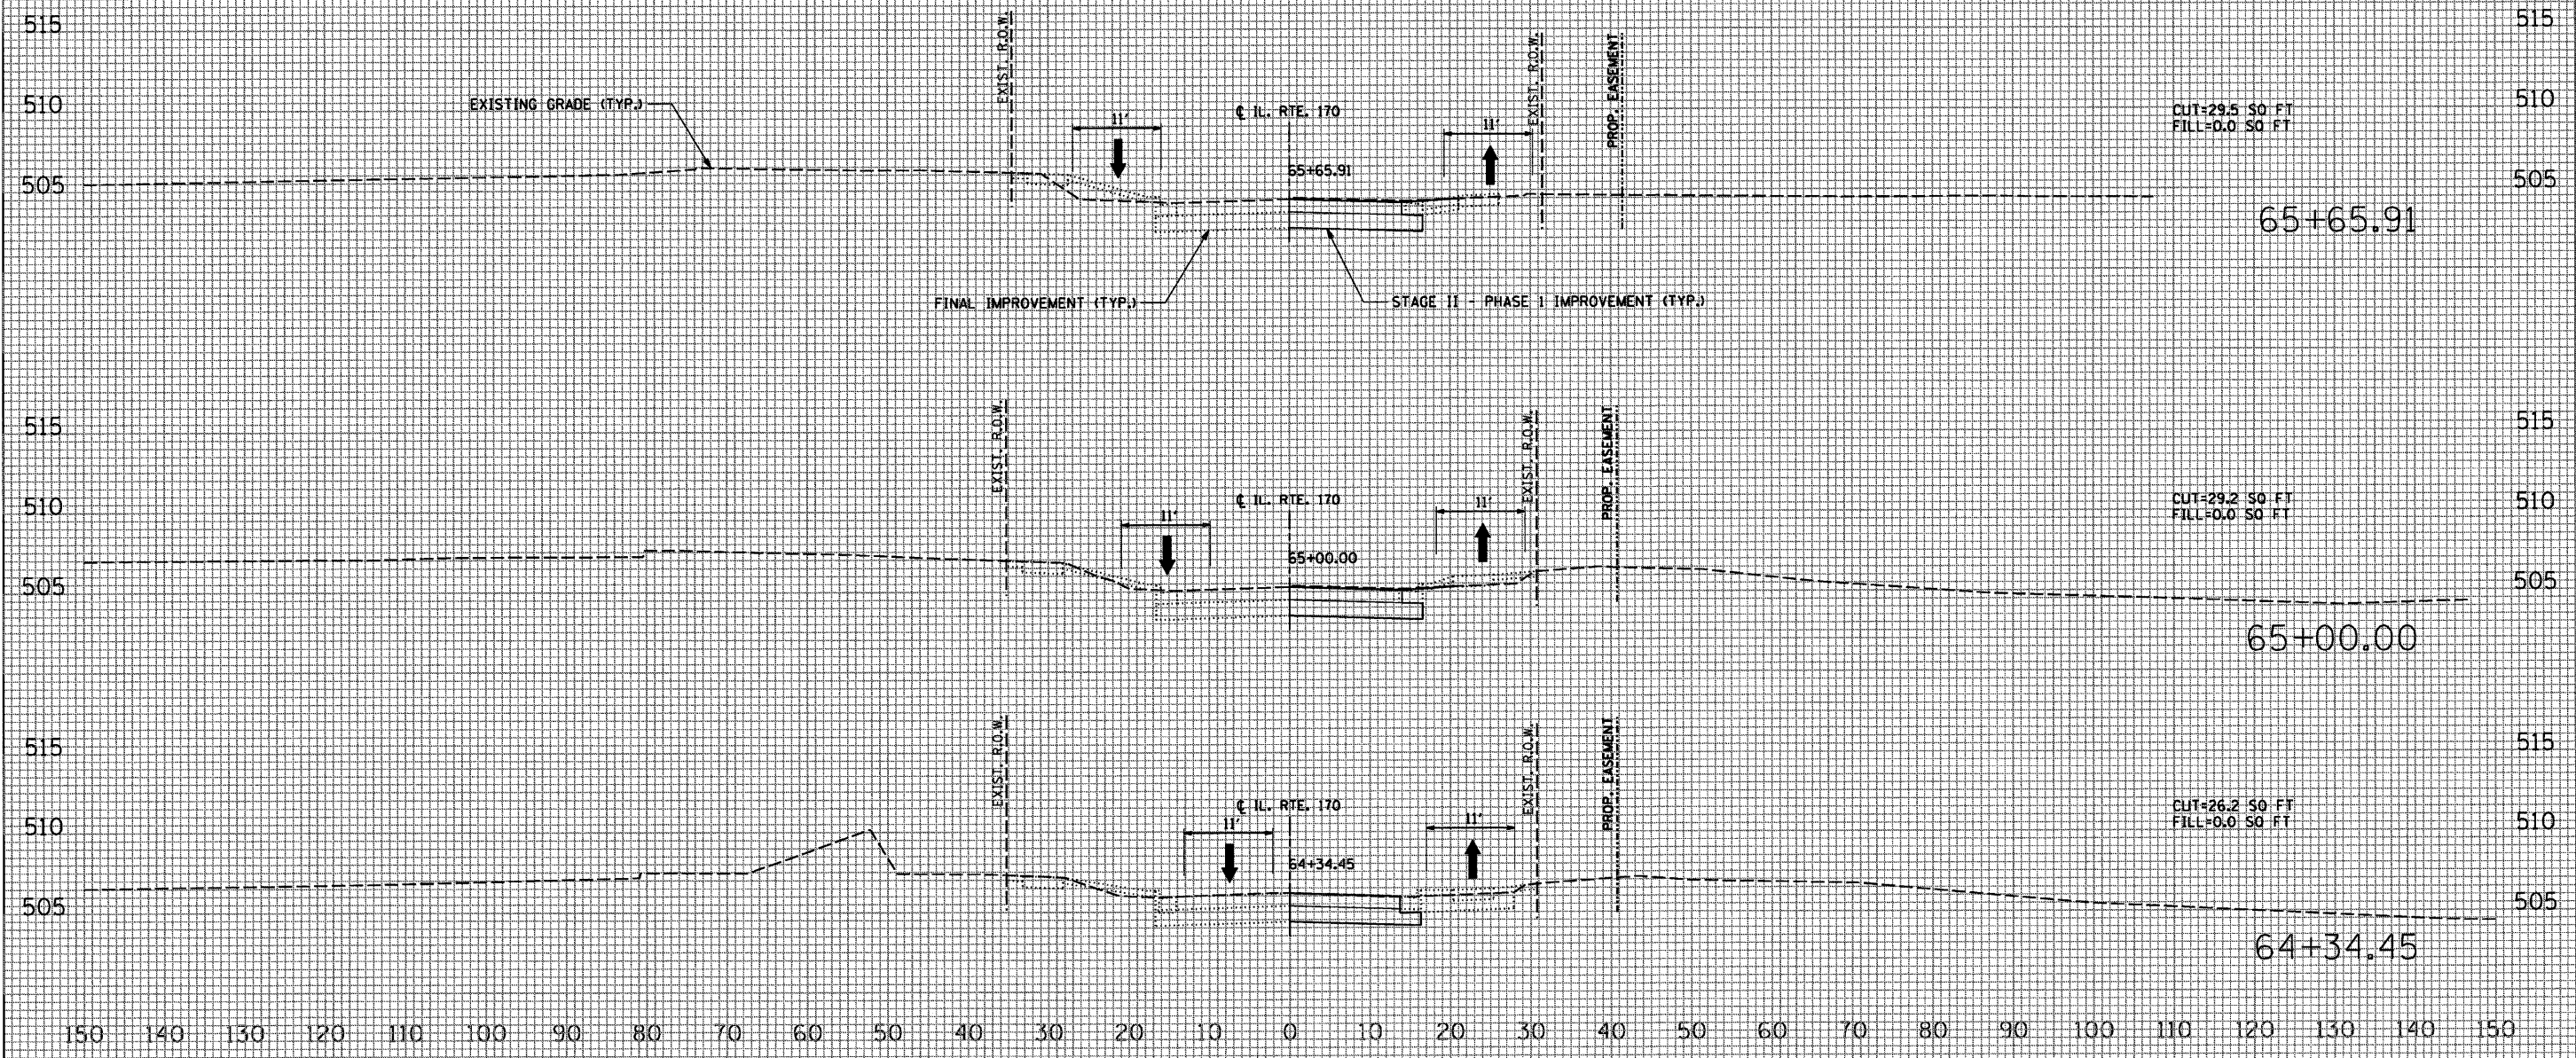 515
510
505
EXIST. R.O.W.
EXISTING GRADE (TYP.)
11'
℄ IL. RTE. 170
65+65.91
11'
EXIST. R.O.W.
PROP. EASEMENT
CUT=29.5 SQ FT
FILL=0.0 SQ FT
515
510
505
65+65.91
FINAL IMPROVEMENT (TYP.)
STAGE II - PHASE 1 IMPROVEMENT (TYP.)
515
510
505
EXIST. R.O.W.
11'
℄ IL. RTE. 170
65+00.00
11'
EXIST. R.O.W.
PROP. EASEMENT
CUT=29.2 SQ FT
FILL=0.0 SQ FT
515
510
505
65+00.00
515
510
505
EXIST. R.O.W.
11'
℄ IL. RTE. 170
64+34.45
11'
EXIST. R.O.W.
PROP. EASEMENT
CUT=26.2 SQ FT
FILL=0.0 SQ FT
515
510
505
64+34.45
150 140 130 120 110 100 90 80 70 60 50 40 30 20 10 0 10 20 30 40 50 60 70 80 90 100 110 120 130 140 150